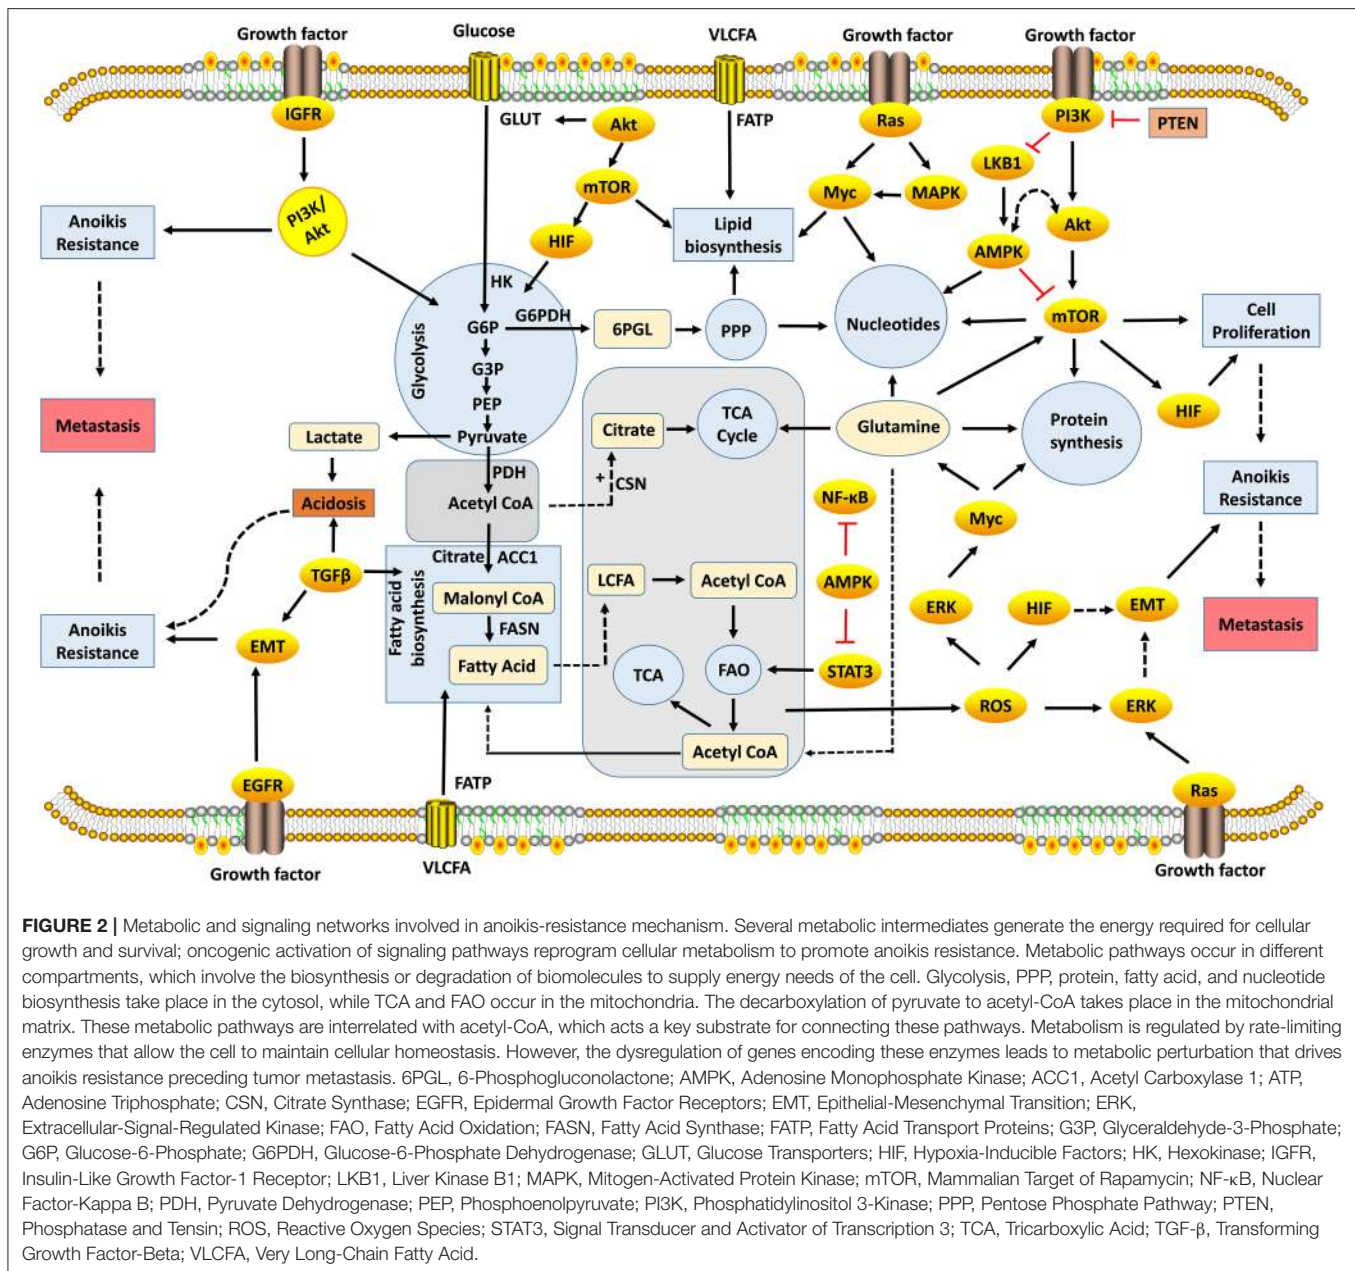 Growth factor
Glucose
VLCFA
Growth factor
Growth factor
IGFR
GLUT
Akt
FATP
Ras
PI3K
PTEN
LKB1
mTOR
Myc
MAPK
PI3K/
Akt
Anoikis
Resistance
HIF
Lipid
biosynthesis
Akt
AMPK
HK
Glycolysis
G6P
G6PDH
6PGL
PPP
Nucleotides
mTOR
Cell
Proliferation
G3P
PEP
Pyruvate
Metastasis
Lactate
Citrate
TCA
Cycle
Glutamine
Protein
synthesis
HIF
PDH
Acetyl CoA
+
CSN
NF-κB
Anoikis
Resistance
Acidosis
Myc
Citrate
ACC1
TGFβ
Fatty acid
biosynthesis
Malonyl CoA
LCFA
Acetyl CoA
AMPK
ERK
HIF
EMT
Metastasis
Anoikis
Resistance
EMT
FASN
Fatty Acid
TCA
FAO
STAT3
ROS
ERK
Acetyl CoA
EGFR
FATP
Ras
Growth factor
VLCFA
Growth factor
FIGURE 2 | Metabolic and signaling networks involved in anoikis-resistance mechanism. Several metabolic intermediates generate the energy required for cellular
growth and survival; oncogenic activation of signaling pathways reprogram cellular metabolism to promote anoikis resistance. Metabolic pathways occur in different
compartments, which involve the biosynthesis or degradation of biomolecules to supply energy needs of the cell. Glycolysis, PPP, protein, fatty acid, and nucleotide
biosynthesis take place in the cytosol, while TCA and FAO occur in the mitochondria. The decarboxylation of pyruvate to acetyl-CoA takes place in the mitochondrial
matrix. These metabolic pathways are interrelated with acetyl-CoA, which acts a key substrate for connecting these pathways. Metabolism is regulated by rate-limiting
enzymes that allow the cell to maintain cellular homeostasis. However, the dysregulation of genes encoding these enzymes leads to metabolic perturbation that drives
anoikis resistance preceding tumor metastasis. 6PGL, 6-Phosphogluconolactone; AMPK, Adenosine Monophosphate Kinase; ACC1, Acetyl Carboxylase 1; ATP,
Adenosine Triphosphate; CSN, Citrate Synthase; EGFR, Epidermal Growth Factor Receptors; EMT, Epithelial-Mesenchymal Transition; ERK,
Extracellular-Signal-Regulated Kinase; FAO, Fatty Acid Oxidation; FASN, Fatty Acid Synthase; FATP, Fatty Acid Transport Proteins; G3P, Glyceraldehyde-3-Phosphate;
G6P, Glucose-6-Phosphate; G6PDH, Glucose-6-Phosphate Dehydrogenase; GLUT, Glucose Transporters; HIF, Hypoxia-Inducible Factors; HK, Hexokinase; IGFR,
Insulin-Like Growth Factor-1 Receptor; LKB1, Liver Kinase B1; MAPK, Mitogen-Activated Protein Kinase; mTOR, Mammalian Target of Rapamycin; NF-κB, Nuclear
Factor-Kappa B; PDH, Pyruvate Dehydrogenase; PEP, Phosphoenolpyruvate; PI3K, Phosphatidylinositol 3-Kinase; PPP, Pentose Phosphate Pathway; PTEN,
Phosphatase and Tensin; ROS, Reactive Oxygen Species; STAT3, Signal Transducer and Activator of Transcription 3; TCA, Tricarboxylic Acid; TGF-β, Transforming
Growth Factor-Beta; VLCFA, Very Long-Chain Fatty Acid.